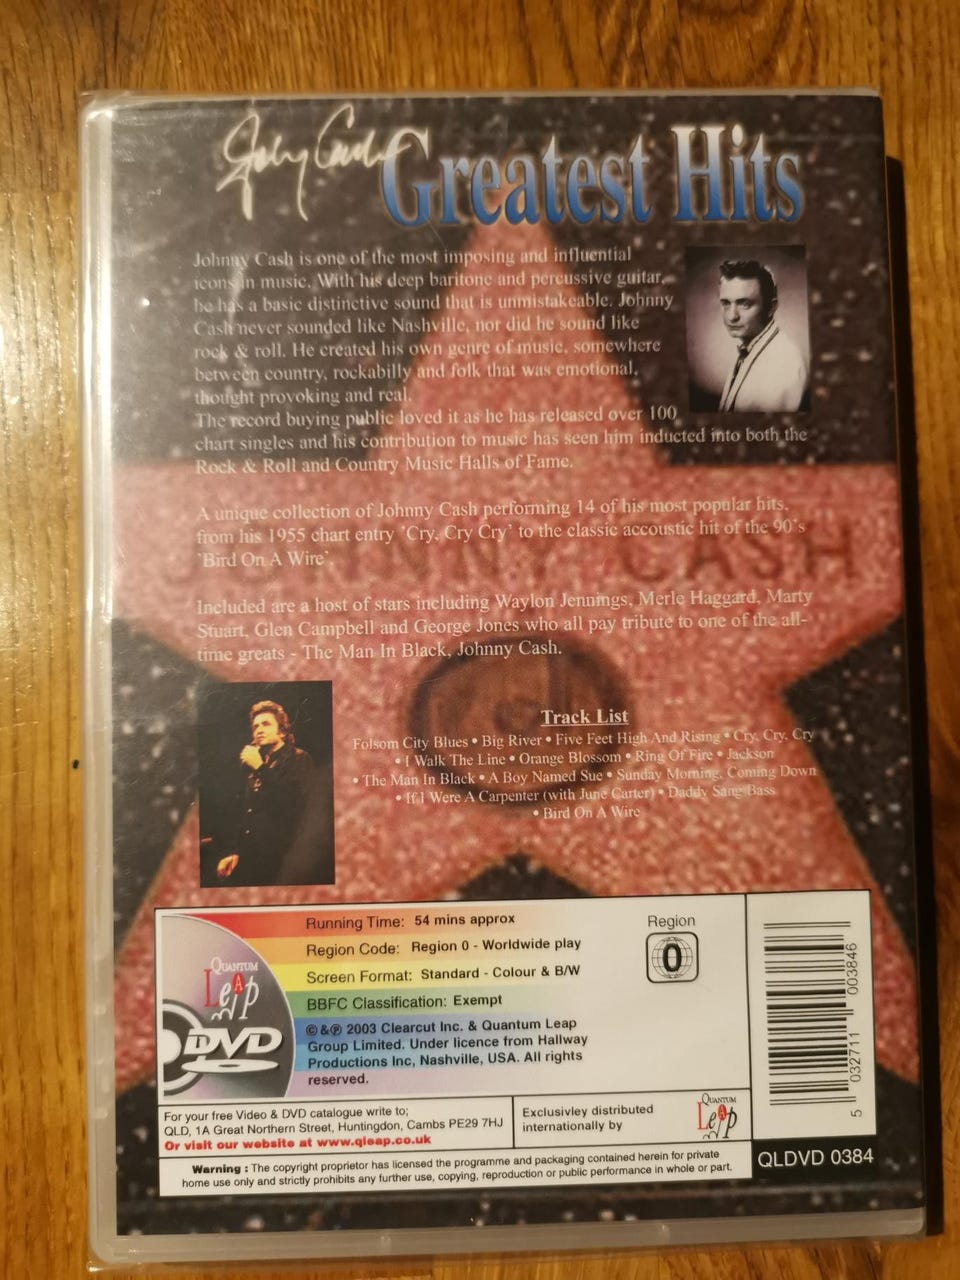 Johnny Cash Greatest Hits
Johnny Cash is one of the most imposing and influential
icons in music. With his deep baritone and percussive guitar,
he has a basic distinctive sound that is unmistakeable. Johnny
Cash never sounded like Nashville, nor did he sound like
rock & roll. He created his own genre of music, somewhere
between country, rockabilly and folk that was emotional,
thought provoking and real.
The record buying public loved it as he has released over 100
chart singles and his contribution to music has seen him inducted into both the
Rock & Roll and Country Music Halls of Fame.
A unique collection of Johnny Cash performing 14 of his most popular hits,
from his 1955 chart entry 'Cry, Cry Cry' to the classic accoustic hit of the 90's
'Bird On A Wire'.
JOHNNY CASH
Included are a host of stars including Waylon Jennings, Merle Haggard, Marty
Stuart, Glen Campbell and George Jones who all pay tribute to one of the all-
time greats - The Man In Black, Johnny Cash.
Track List
Folsom City Blues • Big River • Five Feet High And Rising • Cry, Cry, Cry
• I Walk The Line • Orange Blossom • Ring Of Fire • Jackson
• The Man In Black • A Boy Named Sue • Sunday Morning, Coming Down
• If I Were A Carpenter (with June Carter) • Daddy Sang Bass
• Bird On A Wire
QUANTUM
LEAP
DVD
Running Time: 54 mins approx
Region Code: Region 0 - Worldwide play
Screen Format: Standard - Colour & B/W
BBFC Classification: Exempt
© & ℗ 2003 Clearcut Inc. & Quantum Leap
Group Limited. Under licence from Hallway
Productions Inc, Nashville, USA. All rights
reserved.
Region
0
5 032711 003846
For your free Video & DVD catalogue write to;
QLD, 1A Great Northern Street, Huntingdon, Cambs PE29 7HJ
Or visit our website at www.qleap.co.uk
Exclusivley distributed
internationally by
QUANTUM
LEAP
Warning : The copyright proprietor has licensed the programme and packaging contained herein for private
home use only and strictly prohibits any further use, copying, reproduction or public performance in whole or part.
QLDVD 0384